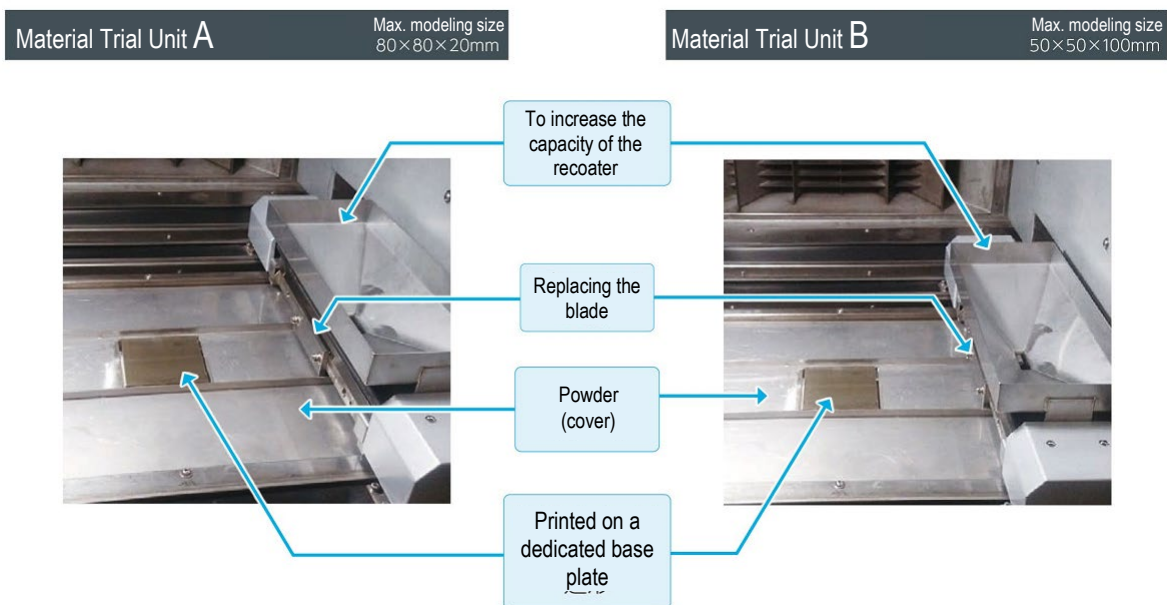 Material Trial Unit A
Max. modeling size
80×80×20mm
Material Trial Unit B
Max. modeling size
50×50×100mm
To increase the
capacity of the
recoater
Replacing the
blade
Powder
(cover)
Printed on a
dedicated base
plate